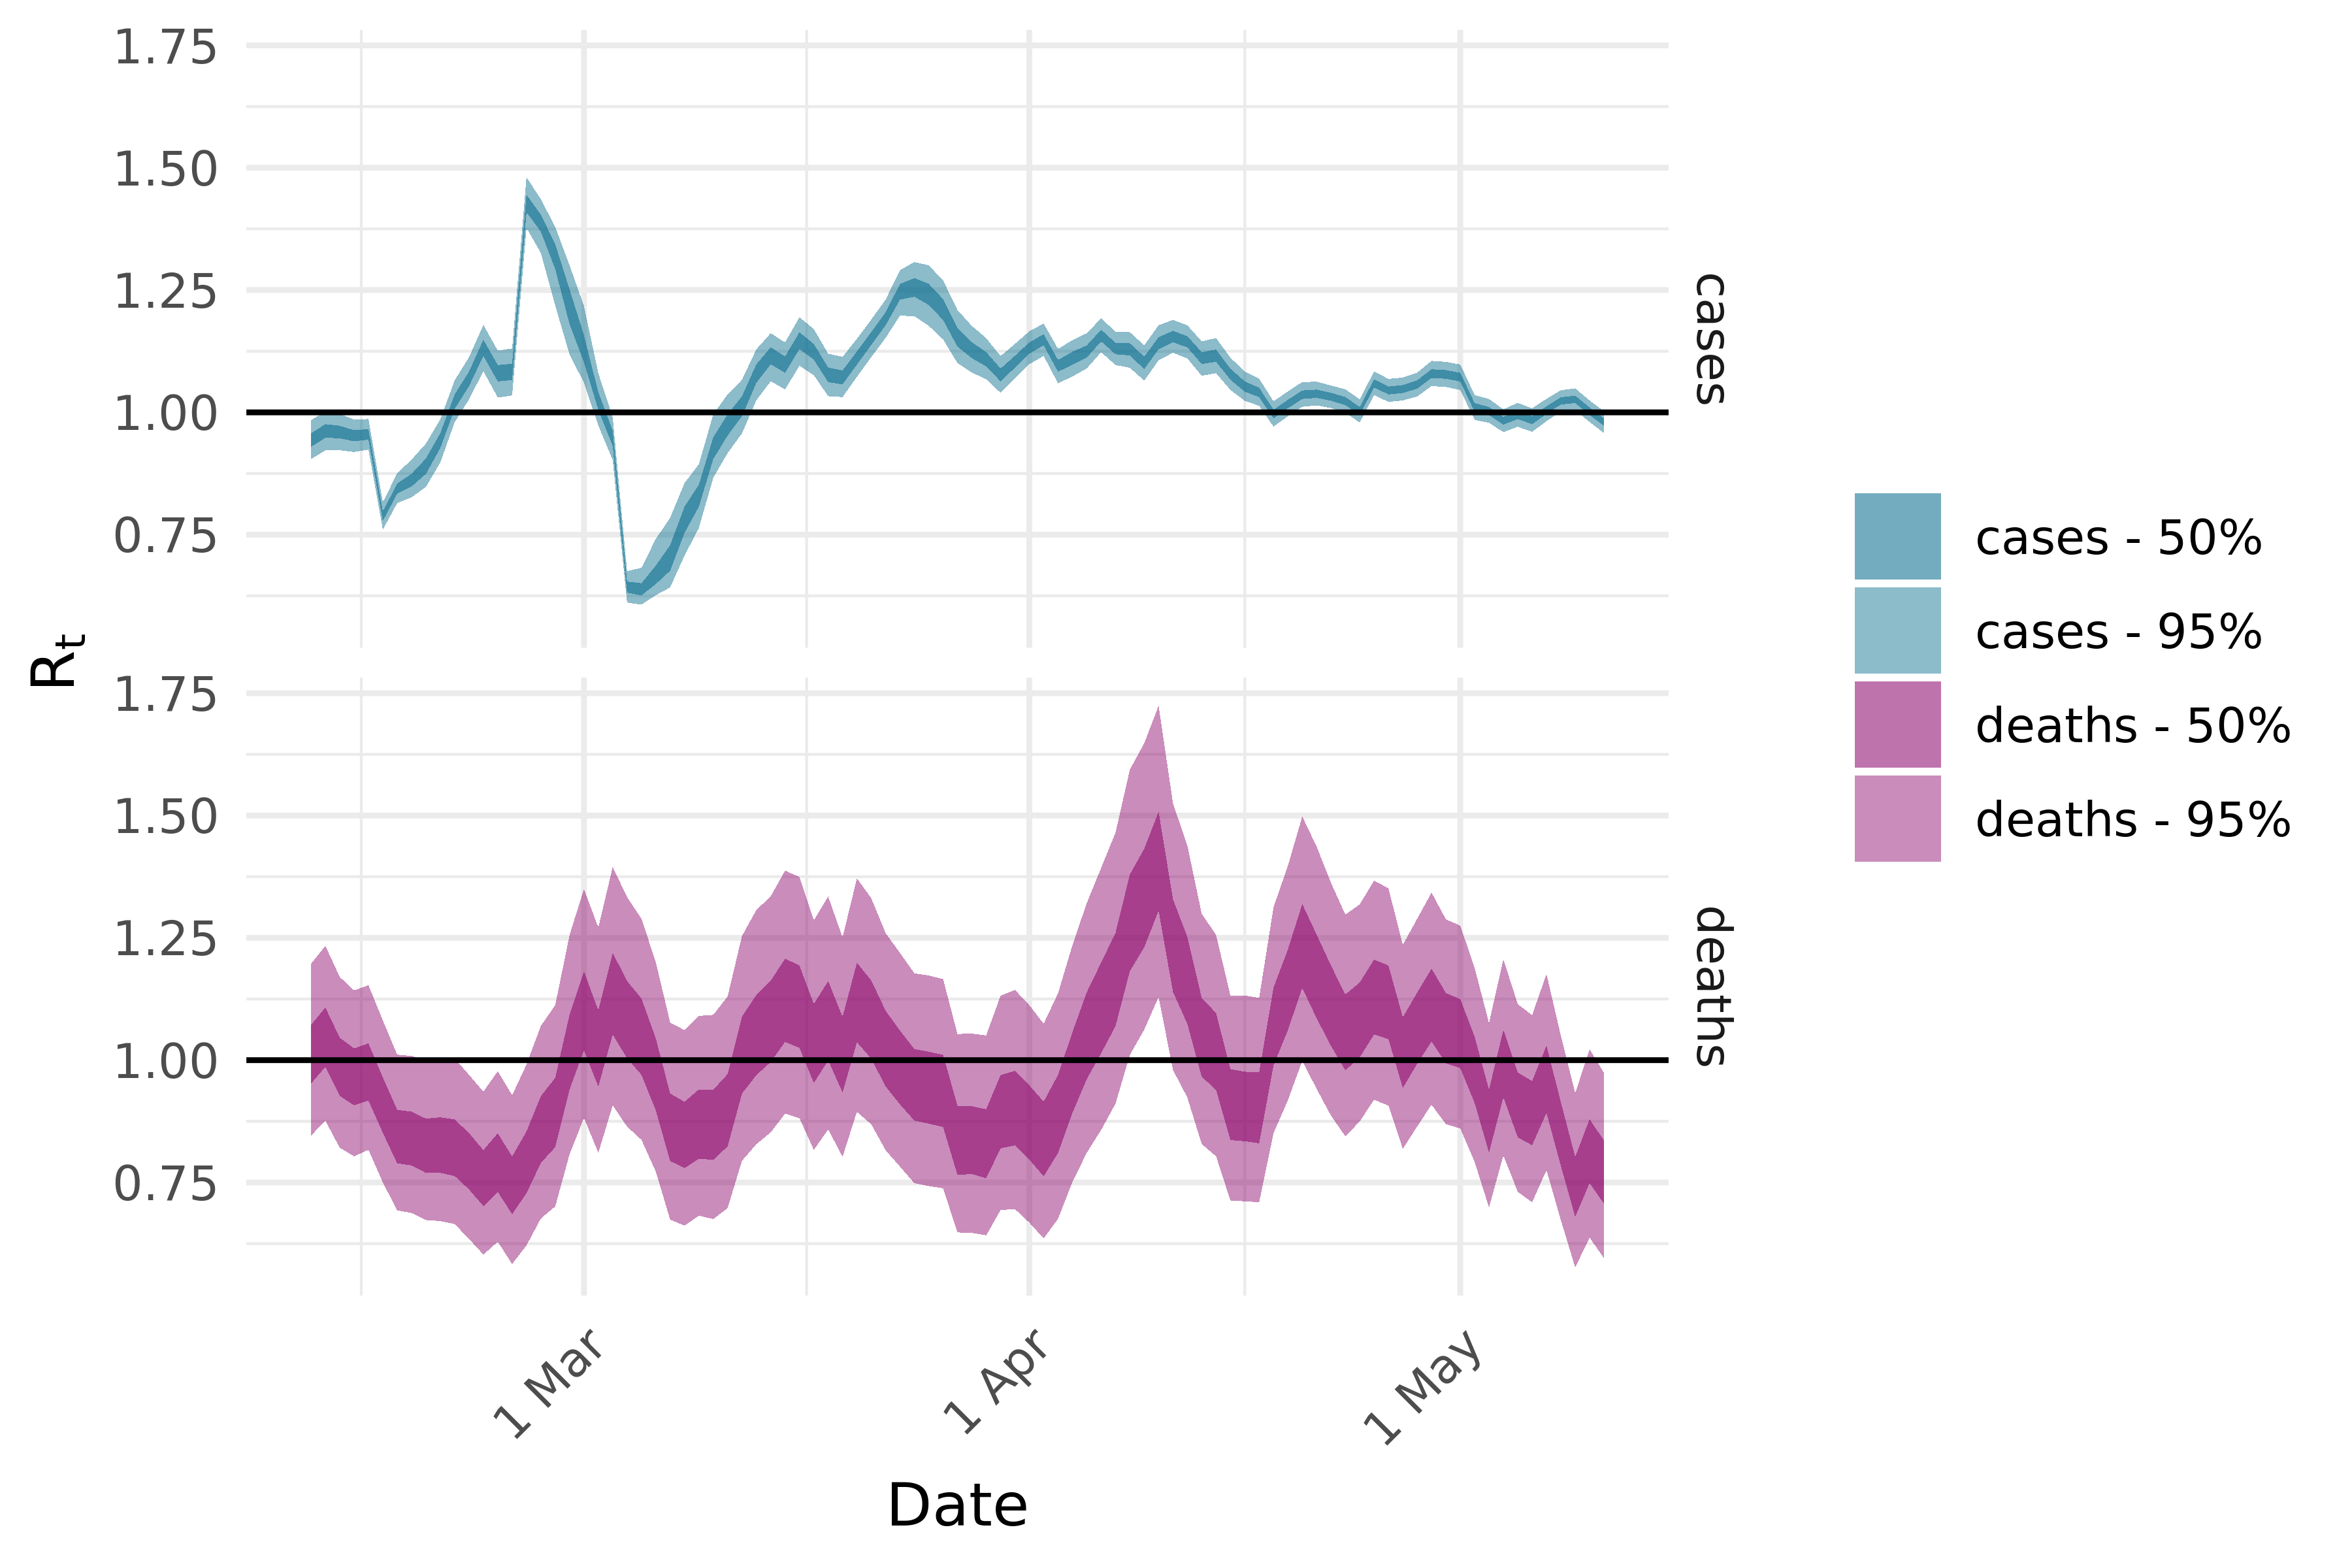 1.75
1.50
1.25
1.00
0.75
cases
R_t
1.75
1.50
1.25
1.00
0.75
deaths
1 Mar
1 Apr
1 May
Date
cases - 50%
cases - 95%
deaths - 50%
deaths - 95%